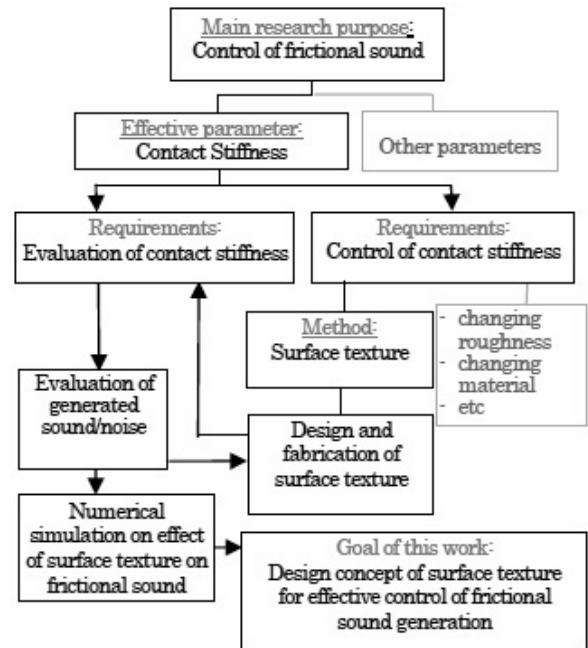 Main research purpose:
Control of frictional sound
Effective parameter:
Contact Stiffness
Other parameters
Requirements:
Evaluation of contact stiffness
Requirements:
Control of contact stiffness
Method:
Surface texture
- changing
roughness
- changing
material
- etc
Evaluation of
generated
sound/noise
Design and
fabrication of
surface texture
Numerical
simulation on effect
of surface texture on
frictional sound
Goal of this work:
Design concept of surface texture
for effective control of frictional
sound generation